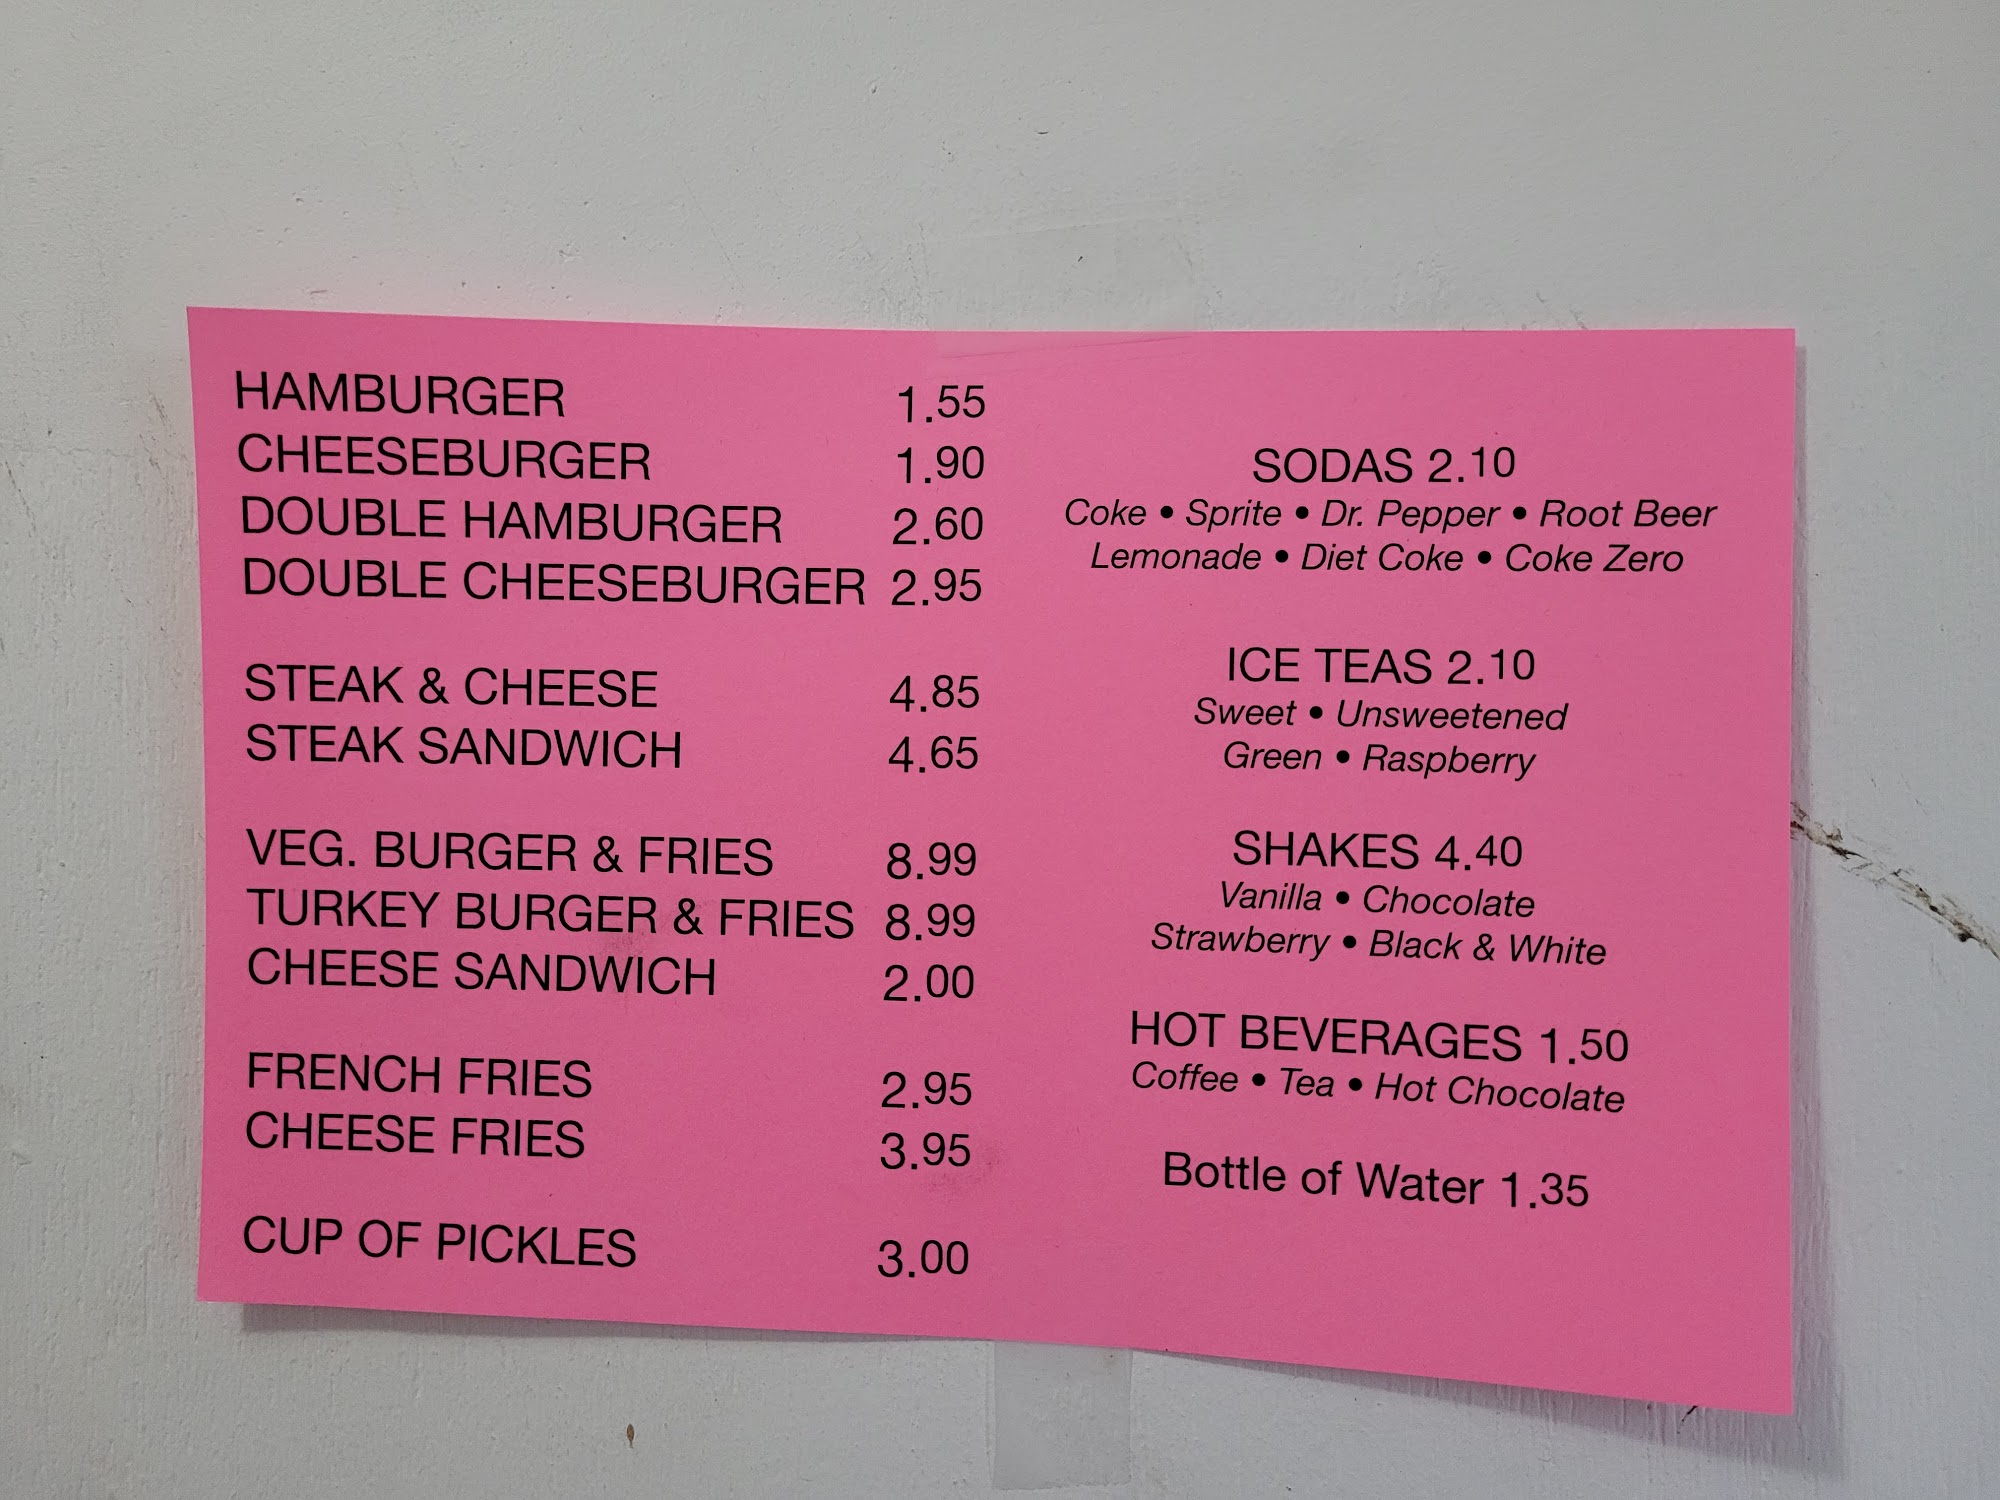 HAMBURGER 1.55
CHEESEBURGER 1.90
DOUBLE HAMBURGER 2.60
DOUBLE CHEESEBURGER 2.95
STEAK & CHEESE 4.85
STEAK SANDWICH 4.65
VEG. BURGER & FRIES 8.99
TURKEY BURGER & FRIES 8.99
CHEESE SANDWICH 2.00
FRENCH FRIES 2.95
CHEESE FRIES 3.95
CUP OF PICKLES 3.00
SODAS 2.10
Coke • Sprite • Dr. Pepper • Root Beer
Lemonade • Diet Coke • Coke Zero
ICE TEAS 2.10
Sweet • Unsweetened
Green • Raspberry
SHAKES 4.40
Vanilla • Chocolate
Strawberry • Black & White
HOT BEVERAGES 1.50
Coffee • Tea • Hot Chocolate
Bottle of Water 1.35